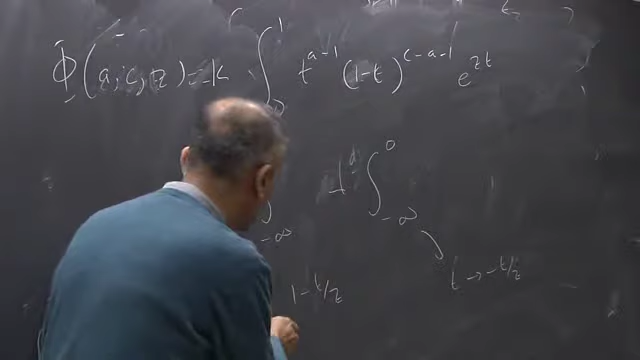 Φ(a, c, z) = K ∫₀¹ t^{a-1} (1-t)^{c-a-1} e^{zt}
∫_{-∞}^{0}
-∞
t → -t/z
1 - t/z